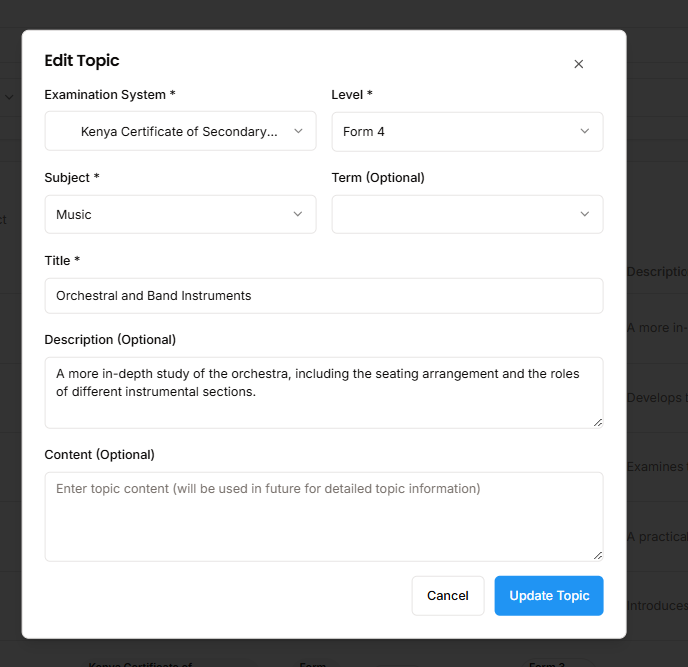 Edit Topic
Examination System *
Level *
Kenya Certificate of Secondary...
Form 4
Subject *
Term (Optional)
Music
Title *
Orchestral and Band Instruments
Description (Optional)
A more in-depth study of the orchestra, including the seating arrangement and the roles
of different instrumental sections.
Content (Optional)
Enter topic content (will be used in future for detailed topic information)
Cancel
Update Topic
ct
Descriptio
A more in-
Develops t
Examines t
A practical
Introduces
Kenya Certificate of
Form